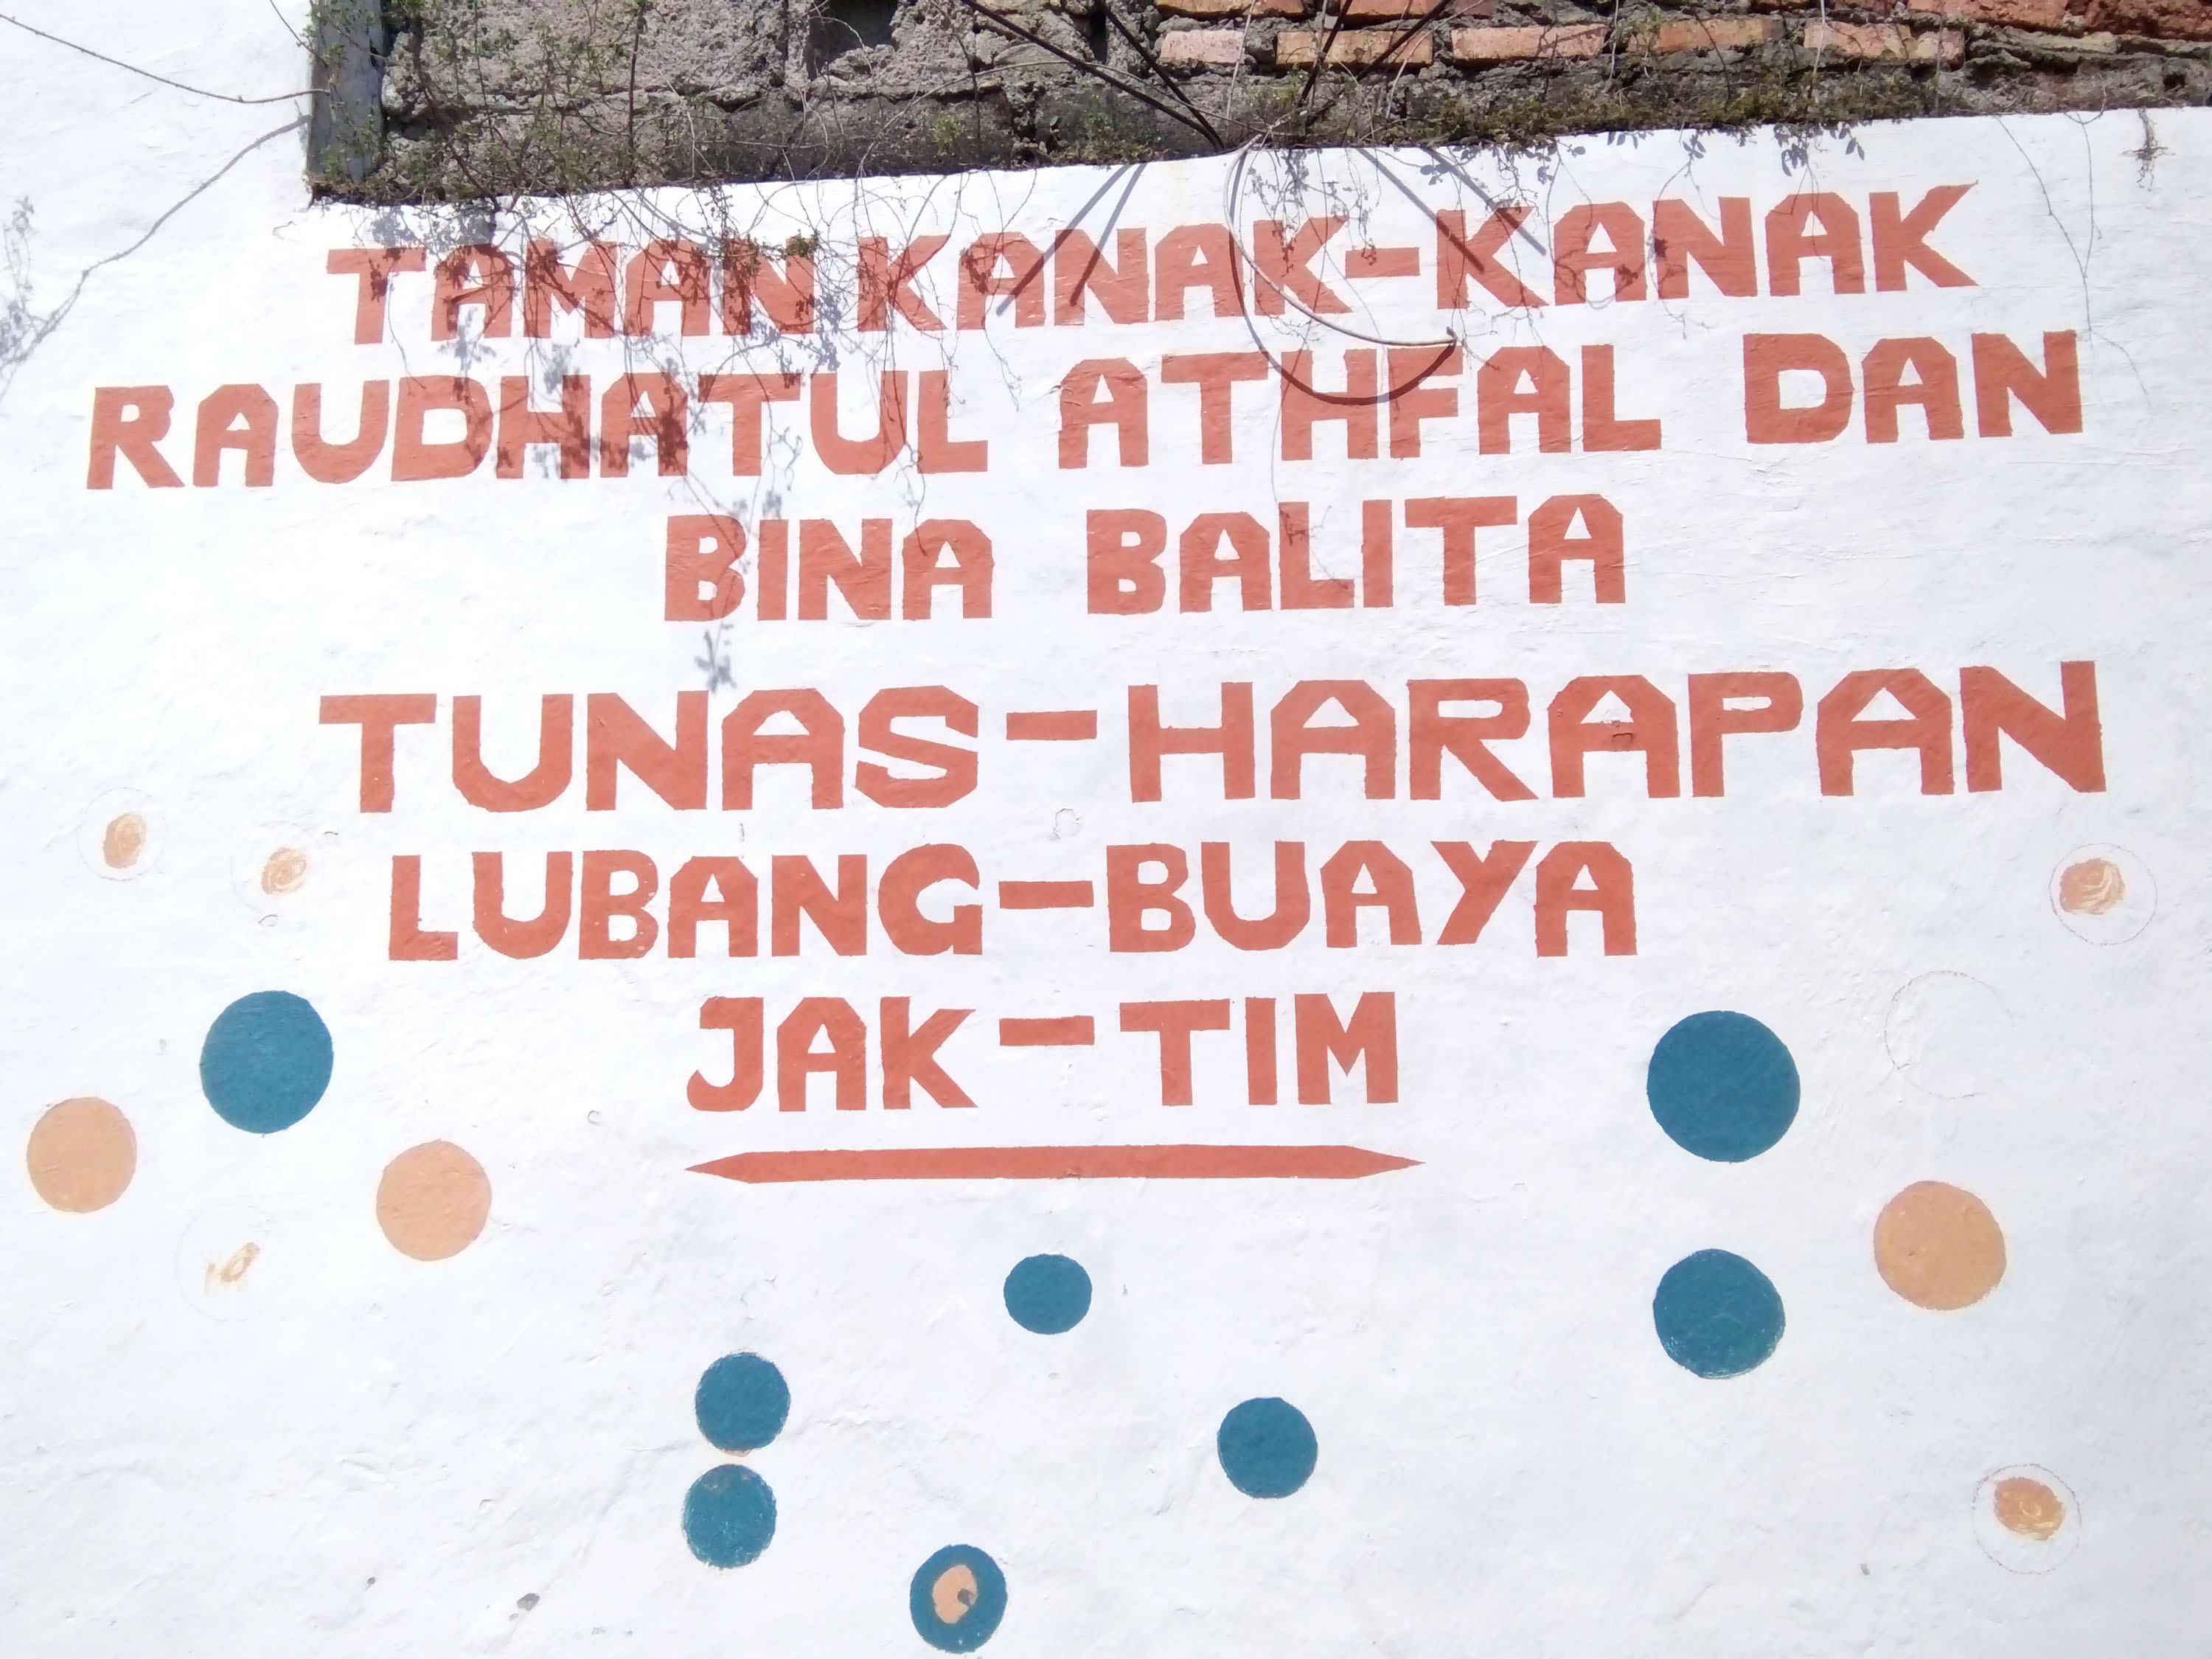 TAMAN KANAK-KANAK
RAUDHATUL ATHFAL DAN
BINA BALITA
TUNAS-HARAPAN
LUBANG-BUAYA
JAK-TIM